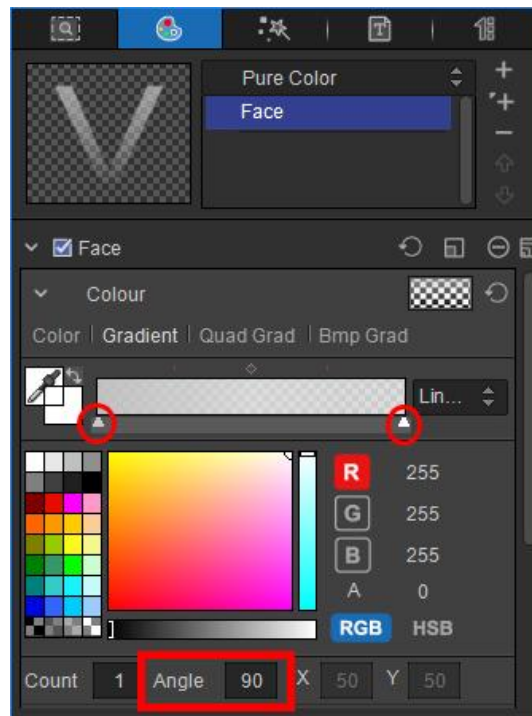 Pure Color
Face
Face
Colour
Color | Gradient | Quad Grad | Bmp Grad
Lin...
R 255
G 255
B 255
A 0
RGB HSB
Count 1 Angle 90 X 50 Y 50